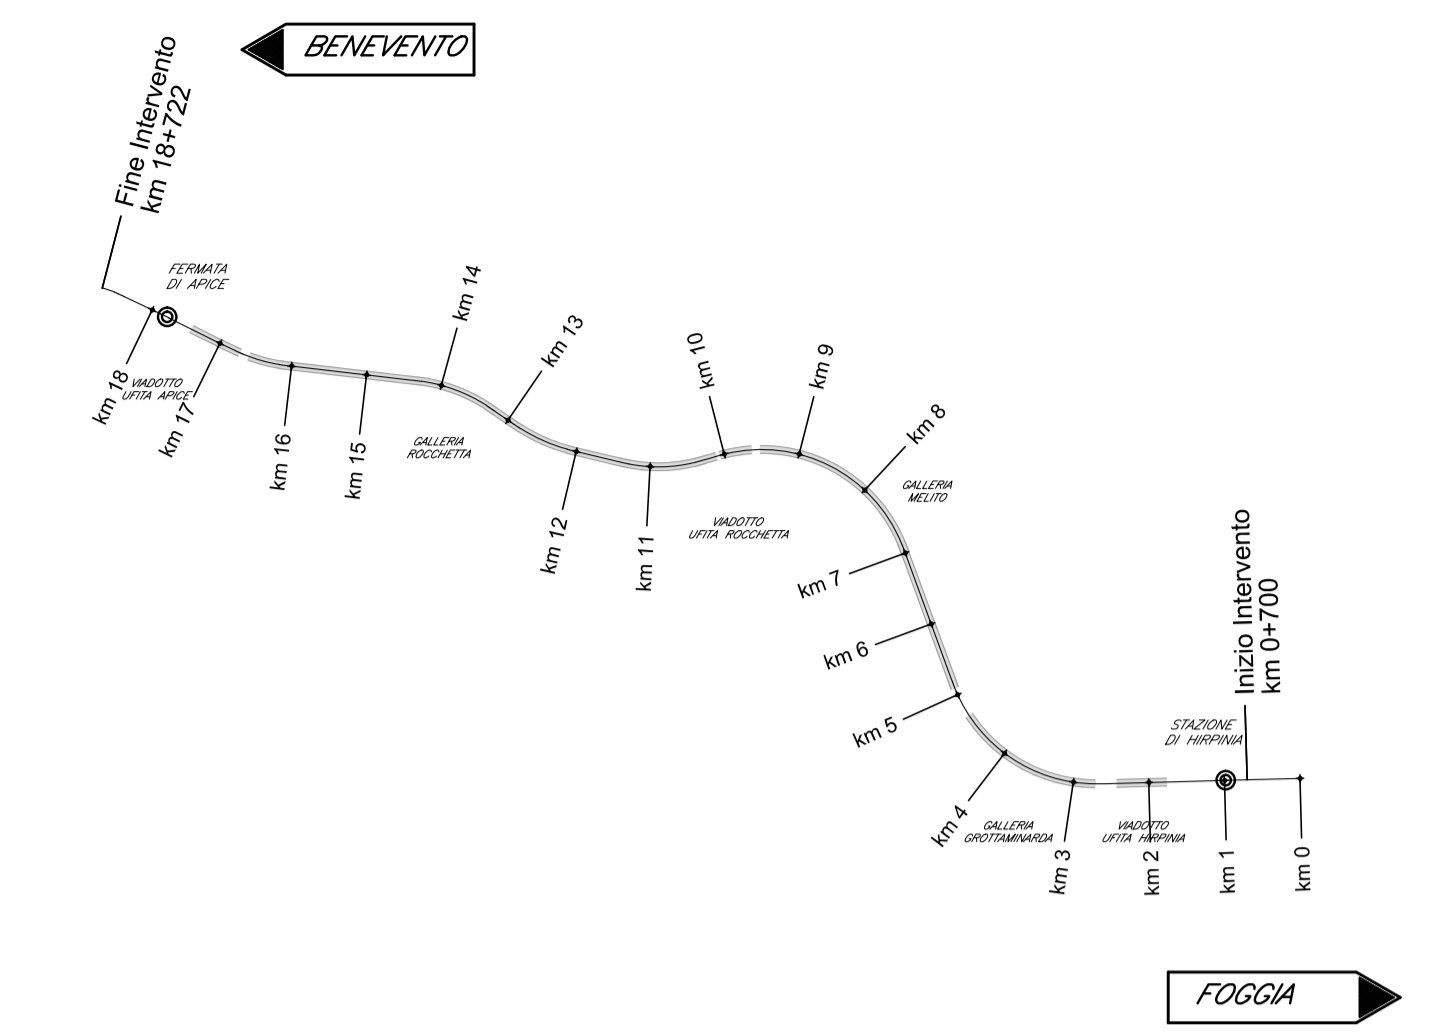 BENEVENTO
Fine Intervento
km 18+722
FERMATA
DI APICE
km 18
VIADOTTO
UFITA APICE
km 17
km 16
km 15
km 14
GALLERIA
ROCCHETTA
km 13
km 12
km 11
km 10
VIADOTTO
UFITA ROCCHETTA
km 9
km 8
GALLERIA
MELITO
km 7
km 6
km 5
km 4
GALLERIA
GROTTAMINARDA
km 3
VIADOTTO
UFITA HIRPINIA
km 2
STAZIONE
DI HIRPINIA
Inizio Intervento
km 0+700
km 1
km 0
FOGGIA